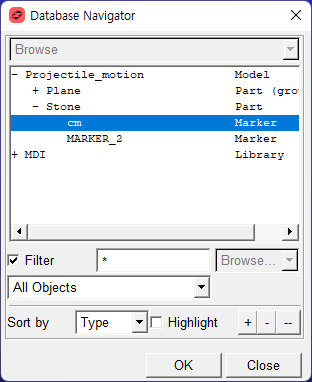 Database Navigator
Browse
- Projectile_motion Model
+ Plane Part (grou
- Stone Part
cm Marker
MARKER_2 Marker
+ MDI Library
Filter * Browse...
All Objects
Sort by Type Highlight + - --
OK Close